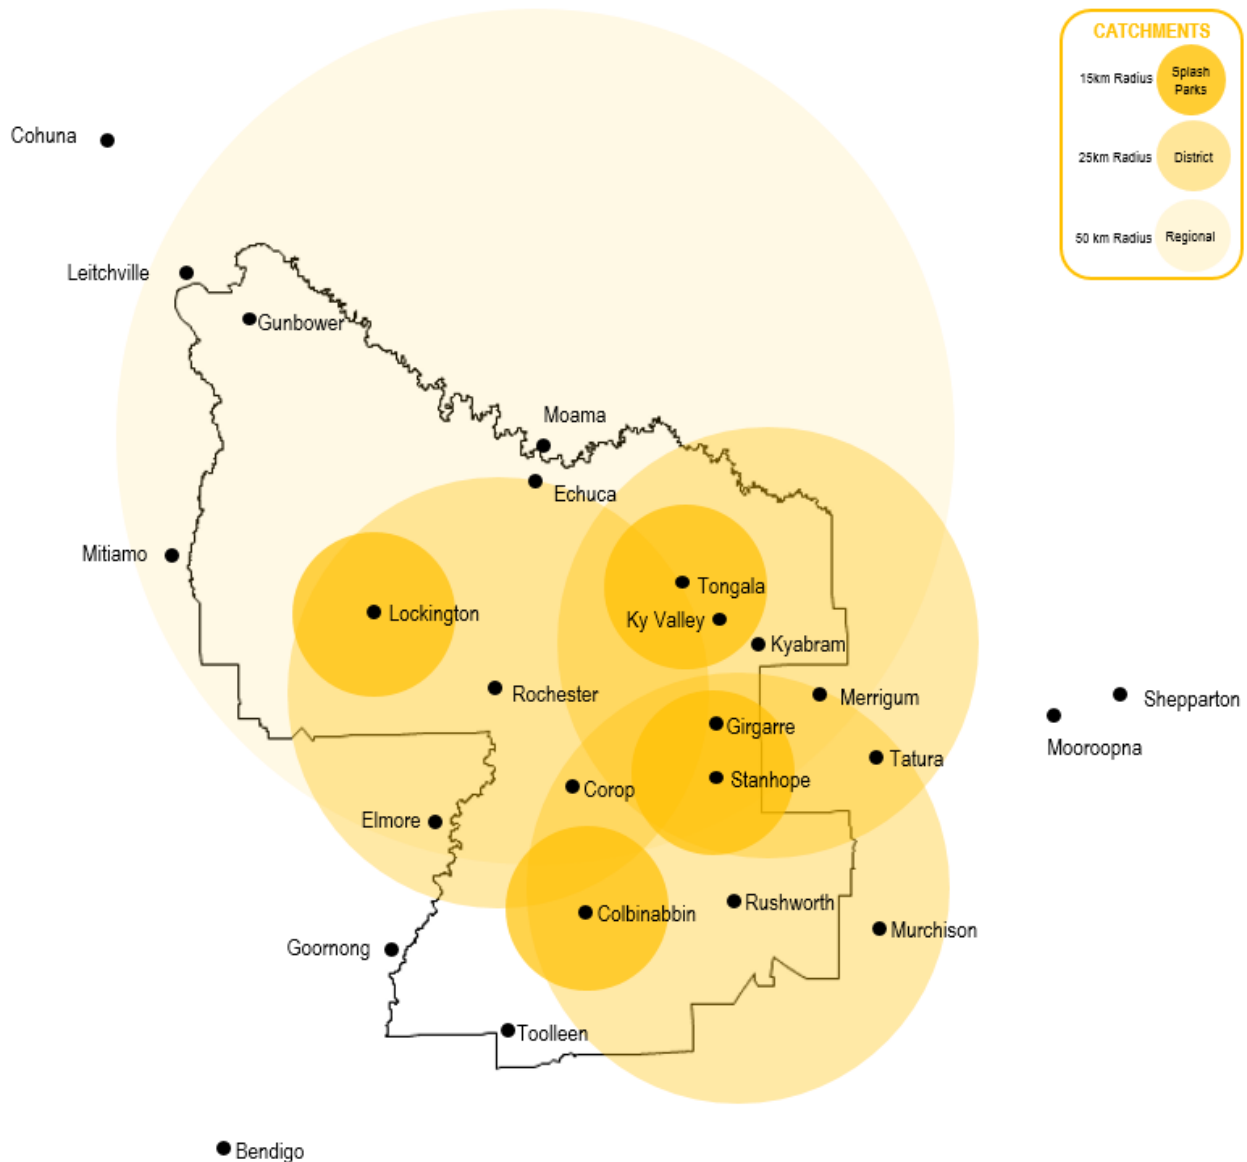 CATCHMENTS
15km Radius
Splash
Parks
25km Radius
District
50 km Radius
Regional
Cohuna
Leitchville
Gunbower
Moama
Echuca
Mitiamo
Tongala
Lockington
Ky Valley
Kyabram
Rochester
Merrigum
Shepparton
Girgarre
Mooroopna
Tatura
Stanhope
Corop
Elmore
Rushworth
Colbinabbin
Murchison
Goornong
Toolleen
Bendigo